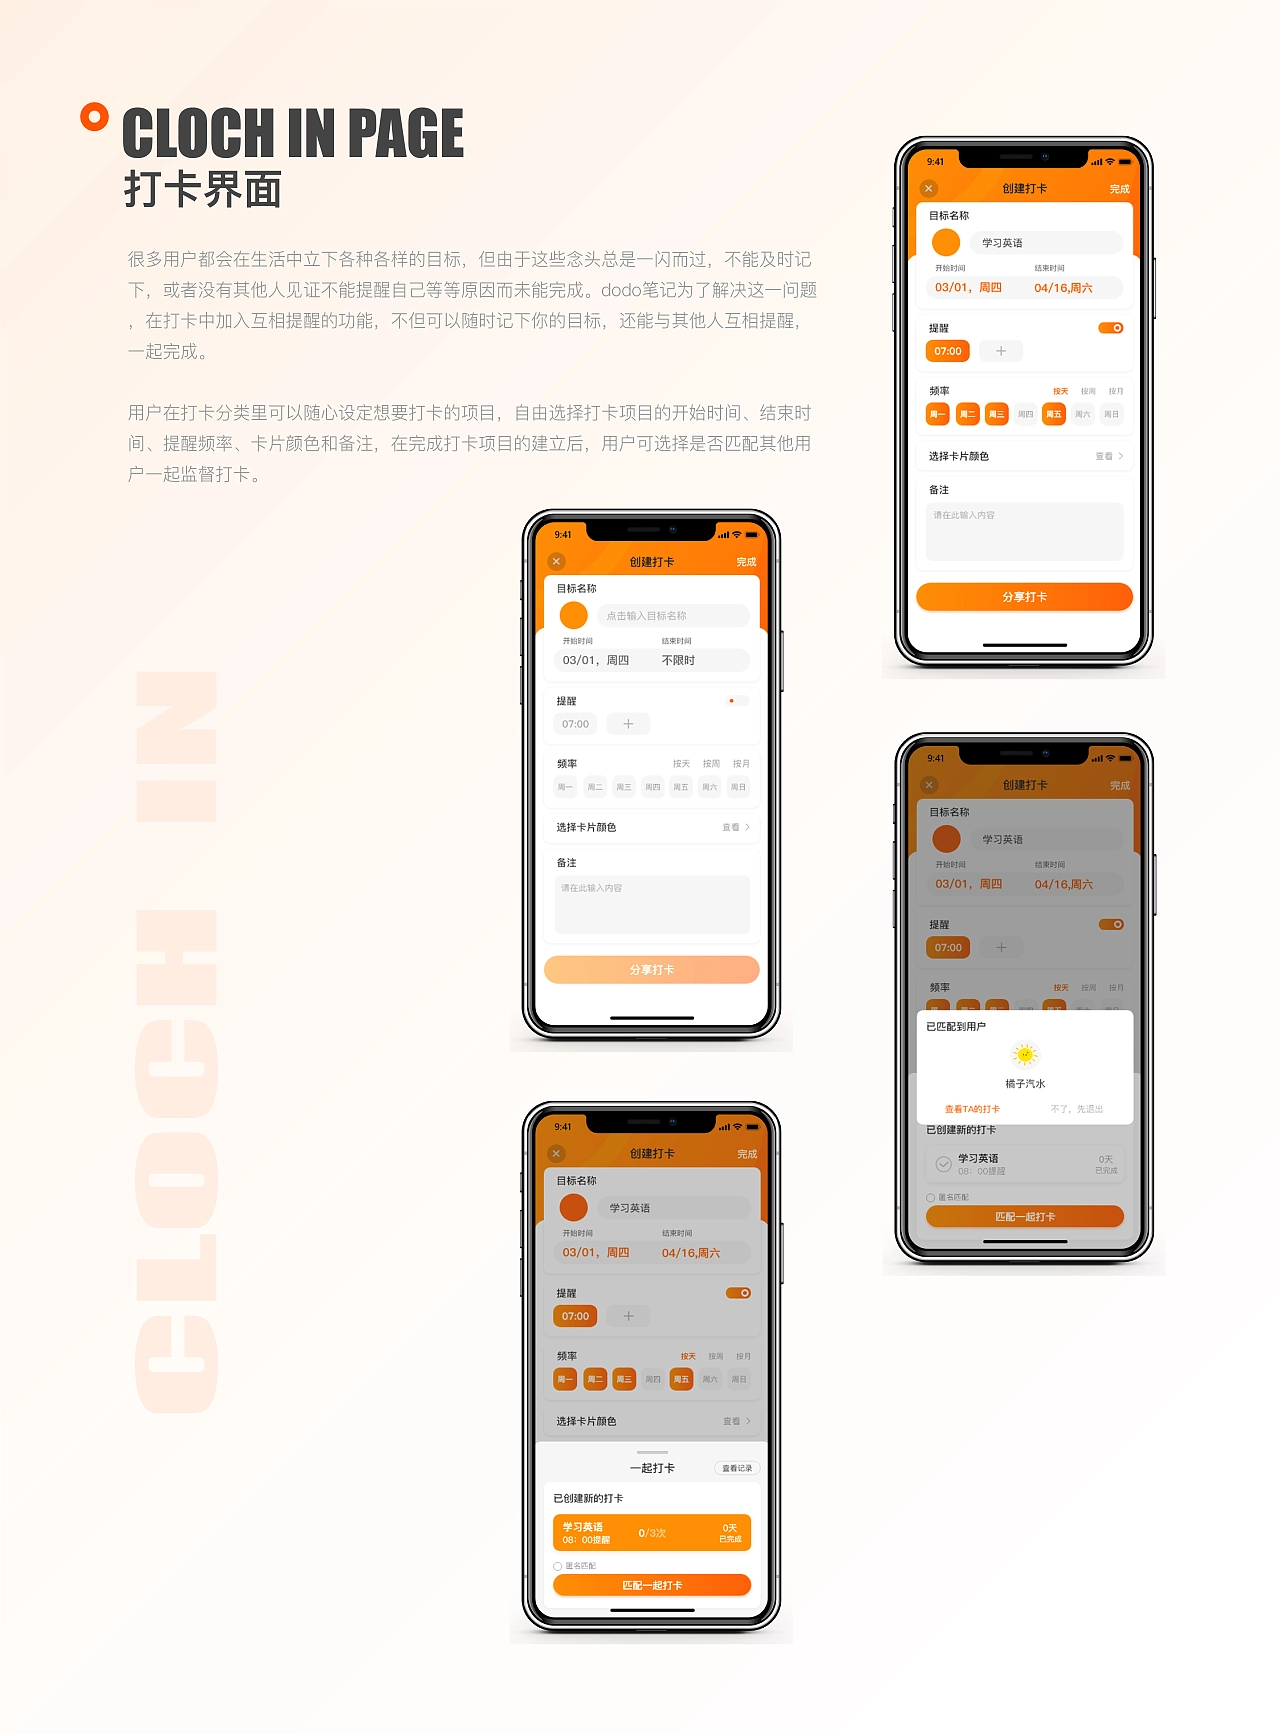 CLOCH IN PAGE
打卡界面
很多用户都会在生活中立下各种各样的目标，但由于这些念头总是一闪而过，不能及时记
下，或者没有其他人见证不能提醒自己等等原因而未能完成。dodo笔记为了解决这一问题
，在打卡中加入互相提醒的功能，不但可以随时记下你的目标，还能与其他人互相提醒，
一起完成。
用户在打卡分类里可以随心设定想要打卡的项目，自由选择打卡项目的开始时间、结束时
间、提醒频率、卡片颜色和备注，在完成打卡项目的建立后，用户可选择是否匹配其他用
户一起监督打卡。
CLOCH IN
9:41
创建打卡 完成
目标名称
学习英语
开始时间 结束时间
03/01，周四 04/16,周六
提醒
07:00 +
频率 按天 按周 按月
周一 周二 周三 周四 周五 周六 周日
选择卡片颜色 查看
备注
请在此输入内容
分享打卡
9:41
创建打卡 完成
目标名称
点击输入目标名称
开始时间 结束时间
03/01，周四 不限时
提醒
07:00 +
频率 按天 按周 按月
周一 周二 周三 周四 周五 周六 周日
选择卡片颜色 查看
备注
请在此输入内容
分享打卡
9:41
创建打卡 完成
目标名称
学习英语
开始时间 结束时间
03/01，周四 04/16,周六
提醒
07:00 +
频率 按天 按周 按月
已匹配到用户
橘子汽水
查看TA的打卡 不了，先退出
已创建新的打卡
学习英语 0天
08：00提醒 已完成
匿名匹配
匹配一起打卡
9:41
创建打卡 完成
目标名称
学习英语
开始时间 结束时间
03/01，周四 04/16,周六
提醒
07:00 +
频率 按天 按周 按月
周一 周二 周三 周四 周五 周六 周日
选择卡片颜色 查看
一起打卡 查看记录
已创建新的打卡
学习英语 0/3次 0天
08：00提醒 已完成
匿名匹配
匹配一起打卡